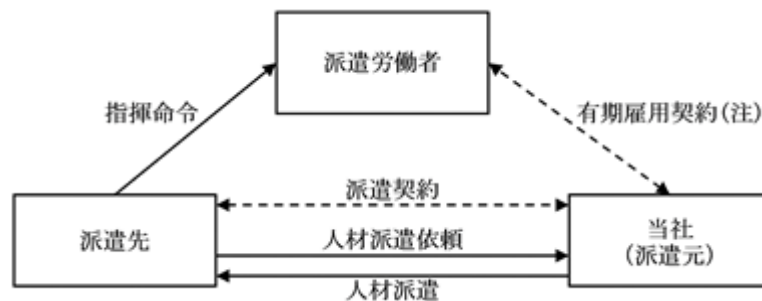 派遣労働者
指揮命令
有期雇用契約(注)
派遣契約
派遣先
人材派遣依頼
当社
(派遣元)
人材派遣